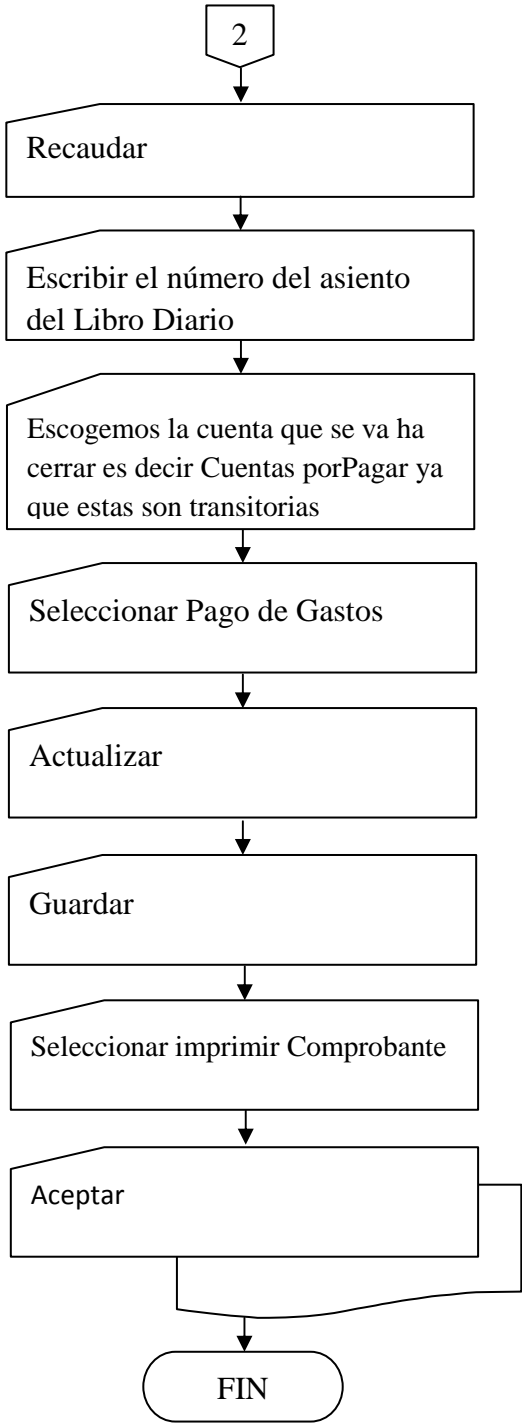 2
Recaudar
Escribir el número del asiento
del Libro Diario
Escogemos la cuenta que se va ha
cerrar es decir Cuentas porPagar ya
que estas son transitorias
Seleccionar Pago de Gastos
Actualizar
Guardar
Seleccionar imprimir Comprobante
Aceptar
FIN